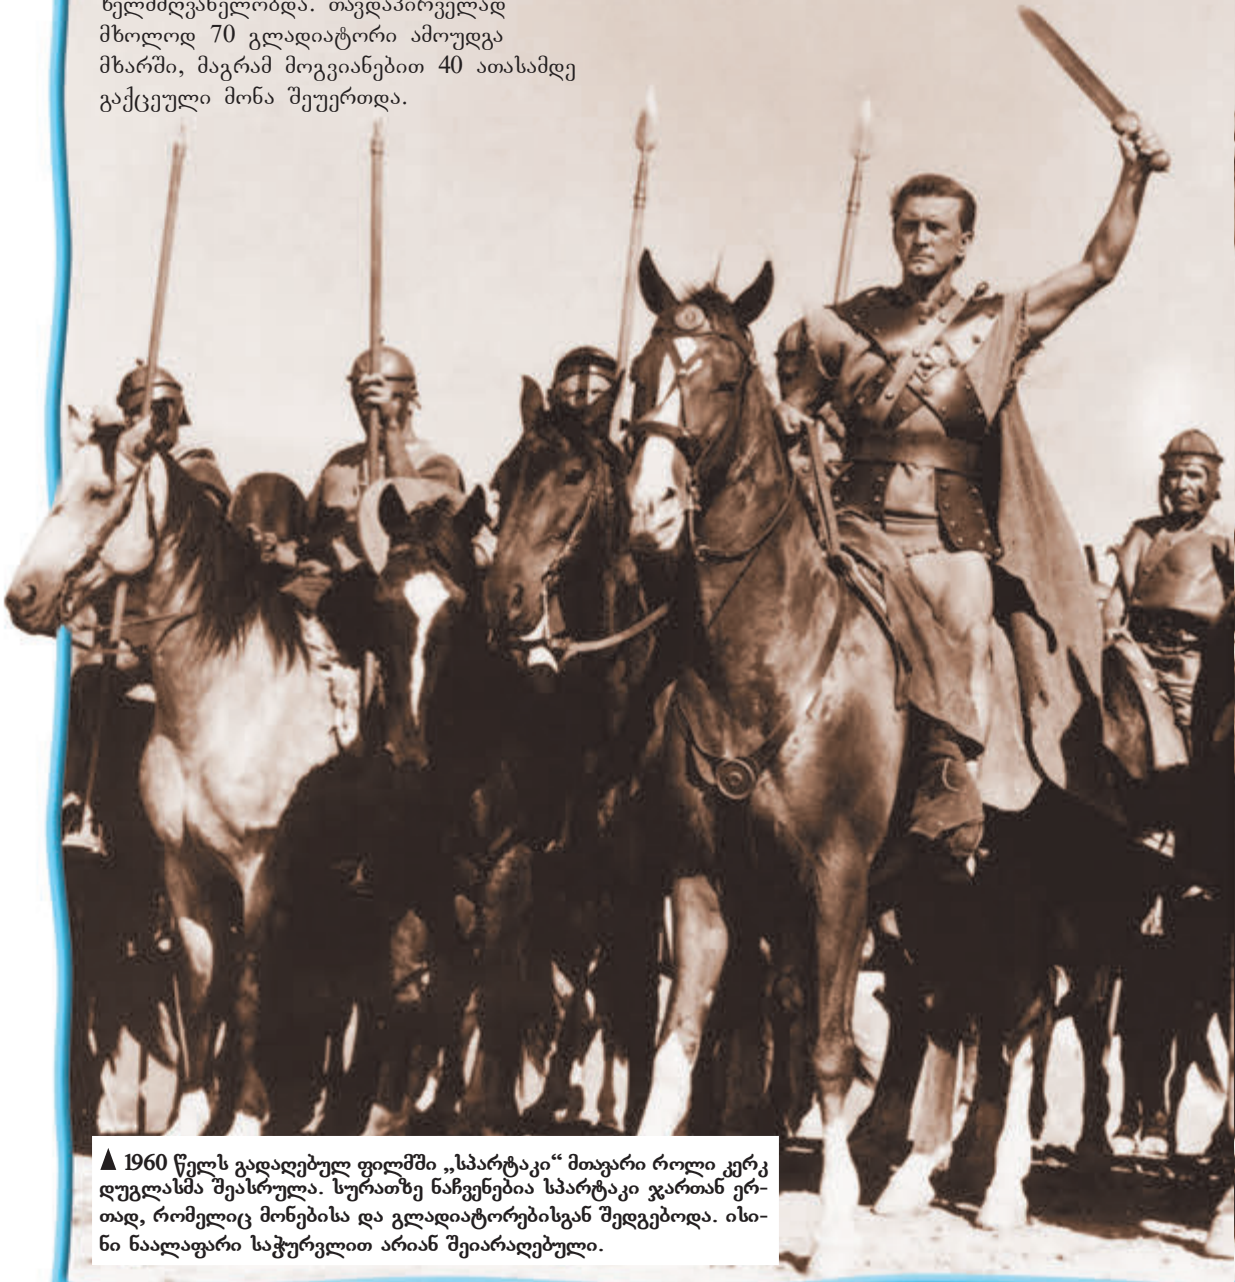 ხელმძღვანელობდა. თავდაპირველად
მხოლოდ 70 გლადიატორი ამოუდგა
მხარში, მაგრამ მოგვიანებით 40 ათასამდე
გაქცეული მონა შეუერთდა.
▲ 1960 წელს გადაღებულ ფილმში „სპარტაკი“ მთავარი როლი კერკ
დუგლასმა შეასრულა. სურათზე ნაჩვენებია სპარტაკი ჯართან ერ-
თად, რომელიც მონებისა და გლადიატორებისგან შედგებოდა. ისი-
ნი ნაალაფარი საჭურვლით არიან შეიარაღებული.